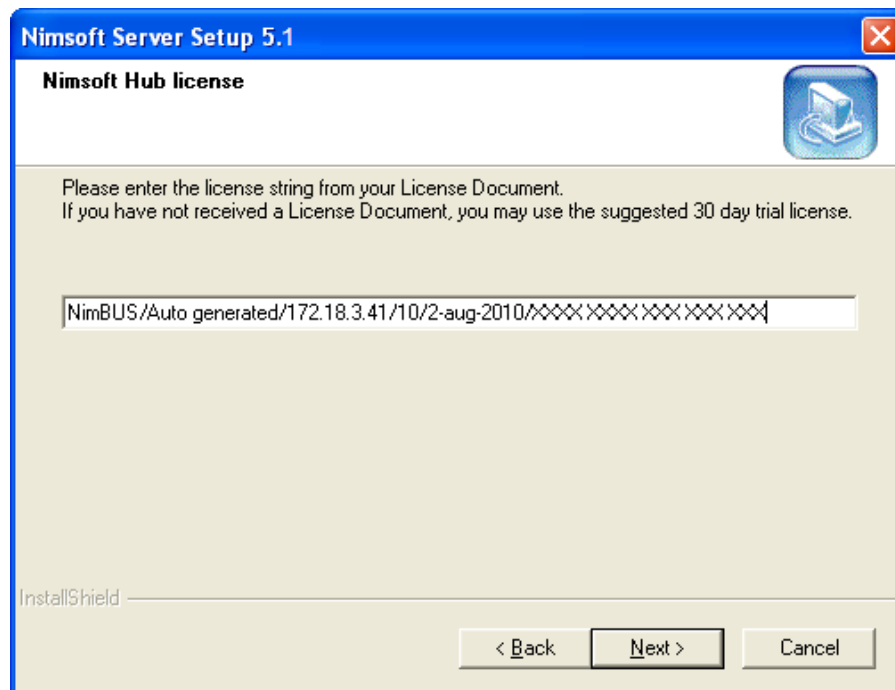 Nimsoft Server Setup 5.1
Nimsoft Hub license
Please enter the license string from your License Document.
If you have not received a License Document, you may use the suggested 30 day trial license.
NimBUS/Auto generated/172.18.3.41/10/2-aug-2010/XXXX XXXX XXX XXX XXX
InstallShield
< Back
Next >
Cancel